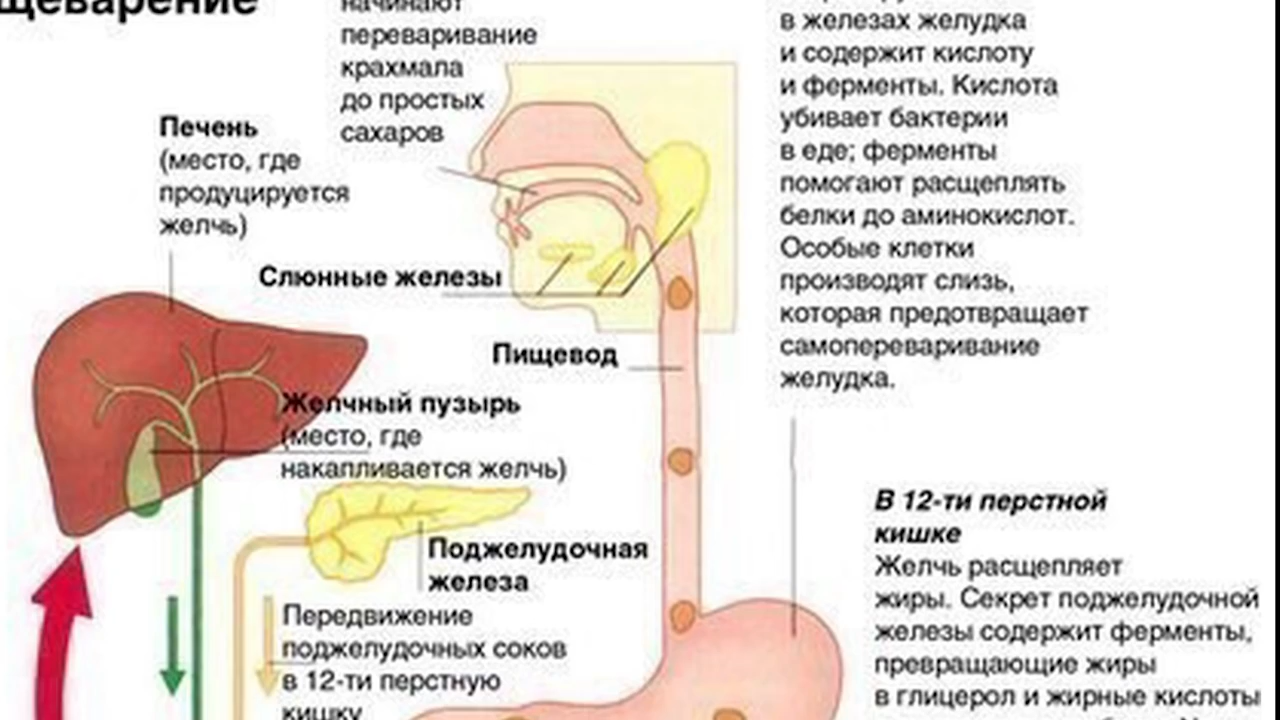 щеварение
начинают
переваривание
крахмала
до простых
сахаров
Печень
(место, где
продуцируется
желчь)
Слюнные железы
Пищевод
Желчный пузырь
(место, где
накапливается желчь)
Поджелудочная
железа
Передвижение
поджелудочных соков
в 12-ти перстную
кишку
в железах желудка
и содержит кислоту
и ферменты. Кислота
убивает бактерии
в еде; ферменты
помогают расщеплять
белки до аминокислот.
Особые клетки
производят слизь,
которая предотвращает
самопереваривание
желудка.
В 12-ти перстной
кишке
Желчь расщепляет
жиры. Секрет поджелудочной
железы содержит ферменты,
превращающие жиры
в глицерол и жирные кислоты